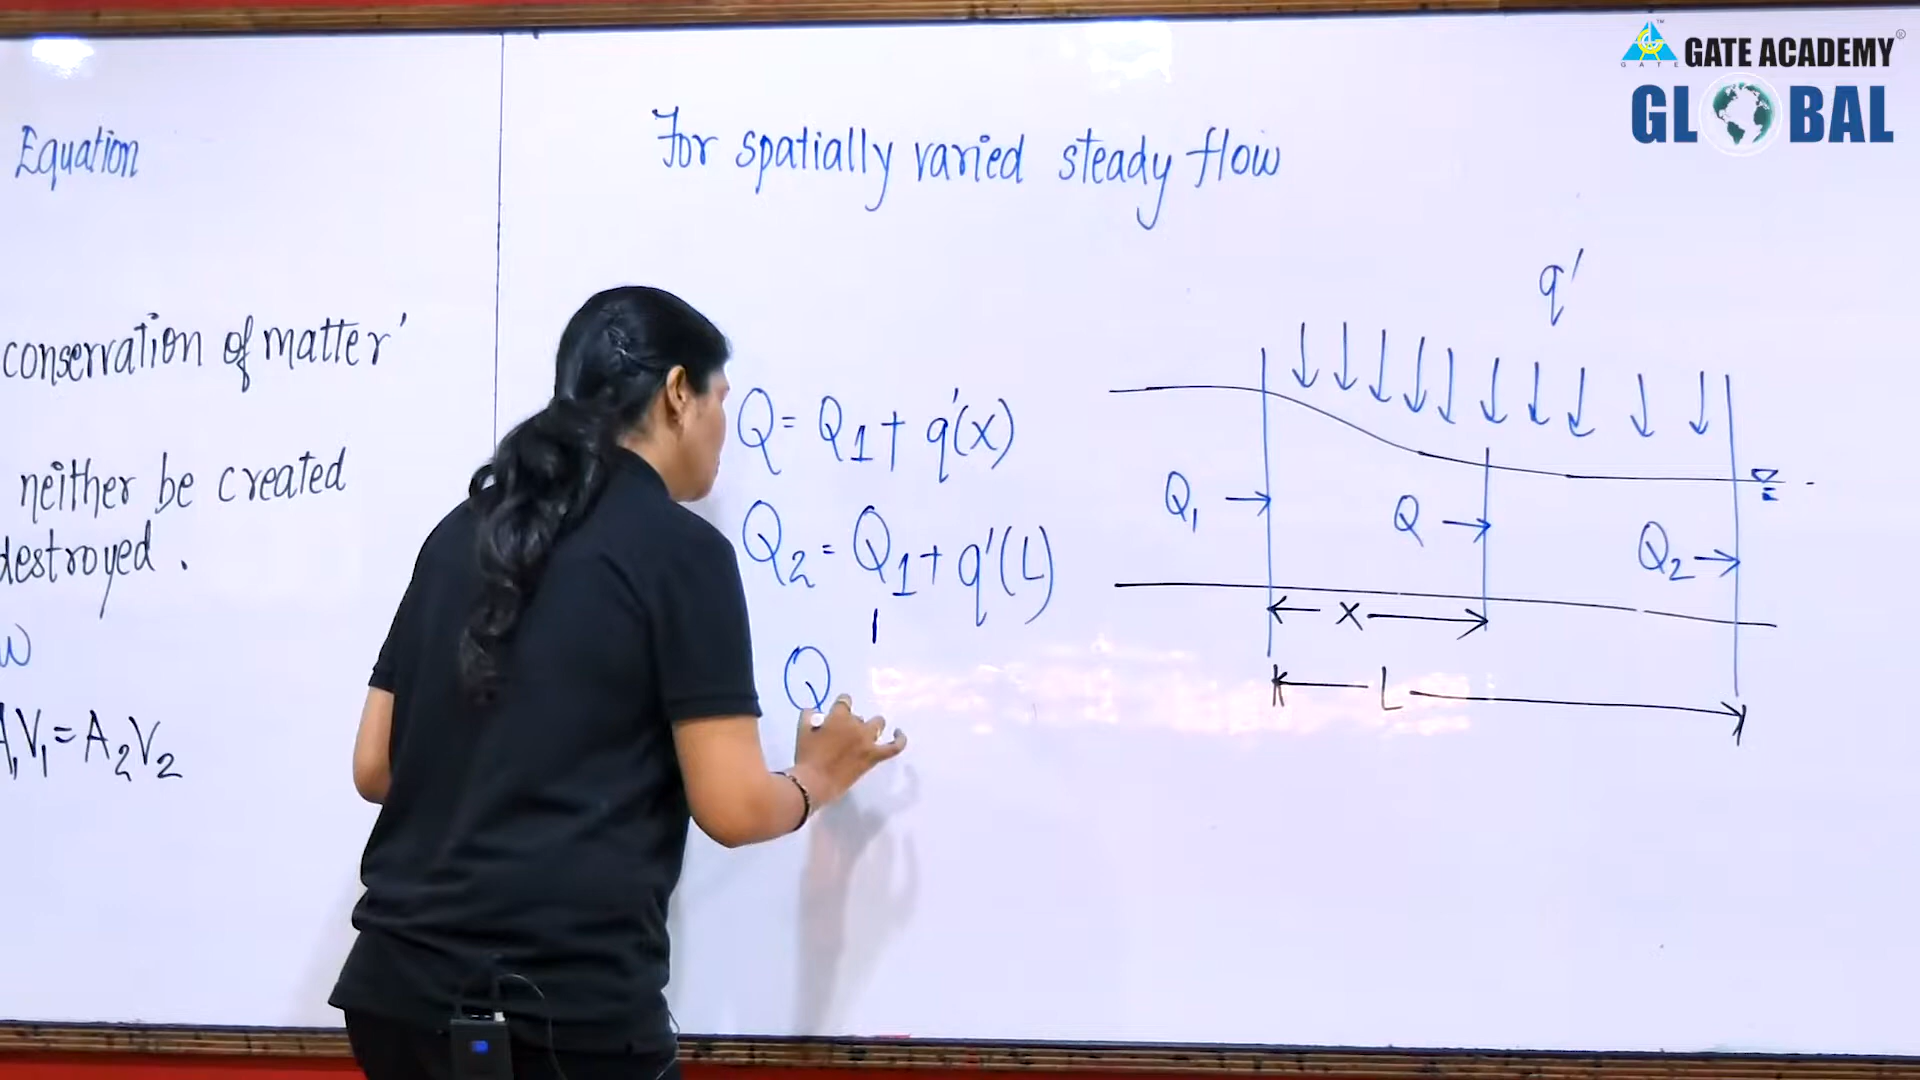 GATE ACADEMY
GATE
GLOBAL
Equation
conservation of matter'
neither be created
destroyed.
A₁V₁ = A₂V₂
For spatially varied steady flow
Q = Q₁ + q'(x)
Q₂ = Q₁ + q'(L)
Q
q'
Q₁
Q
Q₂
x
L